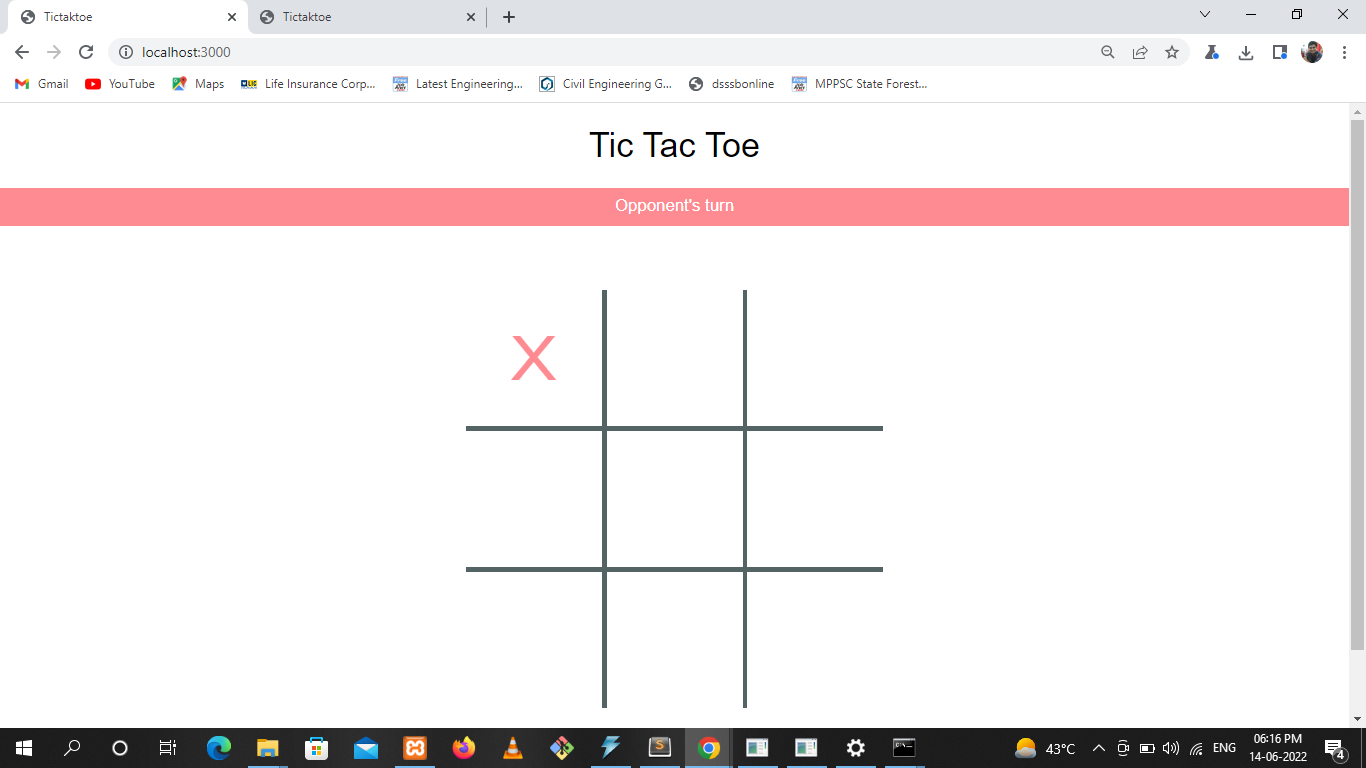 Tictaktoe
Tictaktoe
localhost:3000
Gmail
YouTube
Maps
LIC Life Insurance Corp...
Latest Engineering...
Civil Engineering G...
dsssbonline
MPPSC State Forest...
Tic Tac Toe
Opponent's turn
X
43°C
ENG
06:16 PM
14-06-2022
4